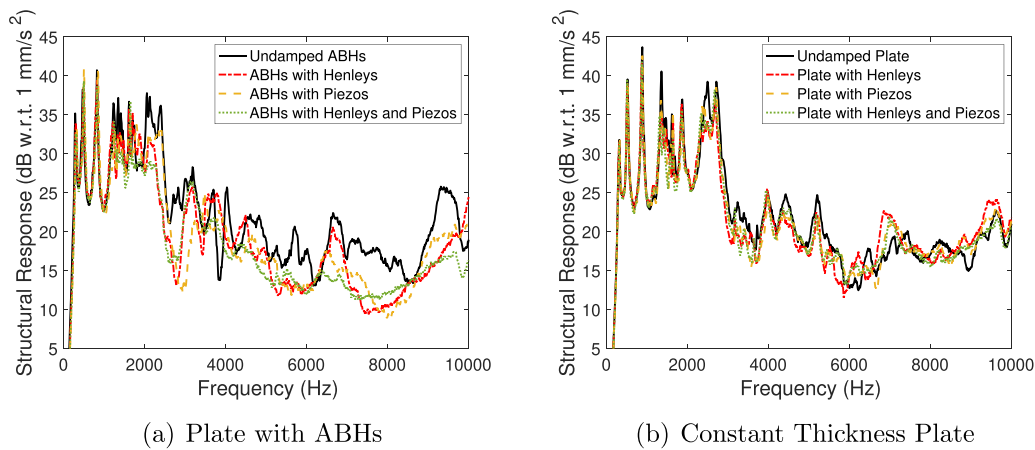 Structural Response (dB w.r.t. 1 mm/s²)
45
40
35
30
25
20
15
10
5
0
2000
4000
6000
8000
10000
Frequency (Hz)
Undamped ABHs
ABHs with Henleys
ABHs with Piezos
ABHs with Henleys and Piezos
(a) Plate with ABHs
Structural Response (dB w.r.t. 1 mm/s²)
45
40
35
30
25
20
15
10
5
0
2000
4000
6000
8000
10000
Frequency (Hz)
Undamped Plate
Plate with Henleys
Plate with Piezos
Plate with Henleys and Piezos
(b) Constant Thickness Plate